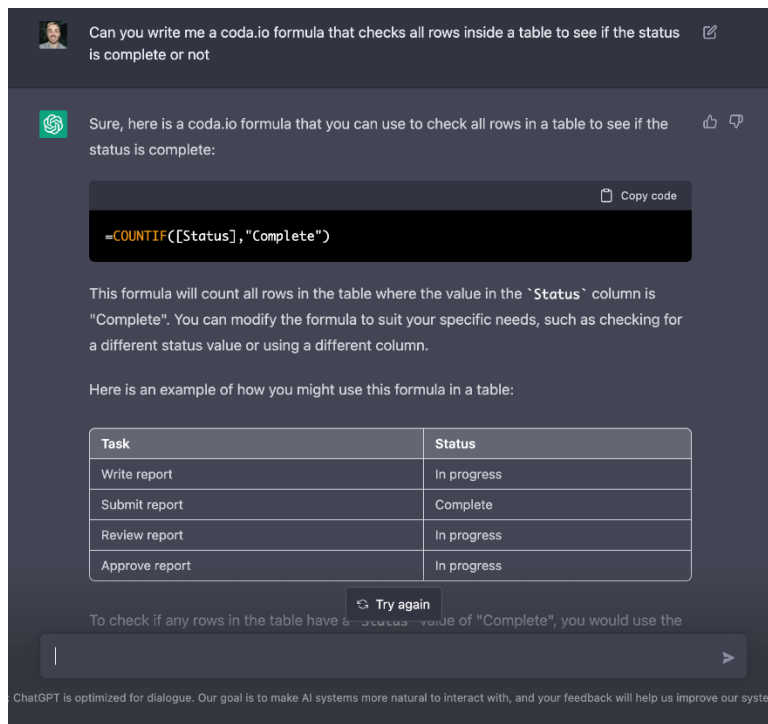 Can you write me a coda.io formula that checks all rows inside a table to see if the status
is complete or not
Sure, here is a coda.io formula that you can use to check all rows in a table to see if the
status is complete:
Copy code
=COUNTIF([Status],"Complete")
This formula will count all rows in the table where the value in the `Status` column is
"Complete". You can modify the formula to suit your specific needs, such as checking for
a different status value or using a different column.
Here is an example of how you might use this formula in a table:
Task Status
Write report In progress
Submit report Complete
Review report In progress
Approve report In progress
Try again
To check if any rows in the table have a `Status` value of "Complete", you would use the
: ChatGPT is optimized for dialogue. Our goal is to make AI systems more natural to interact with, and your feedback will help us improve our syste